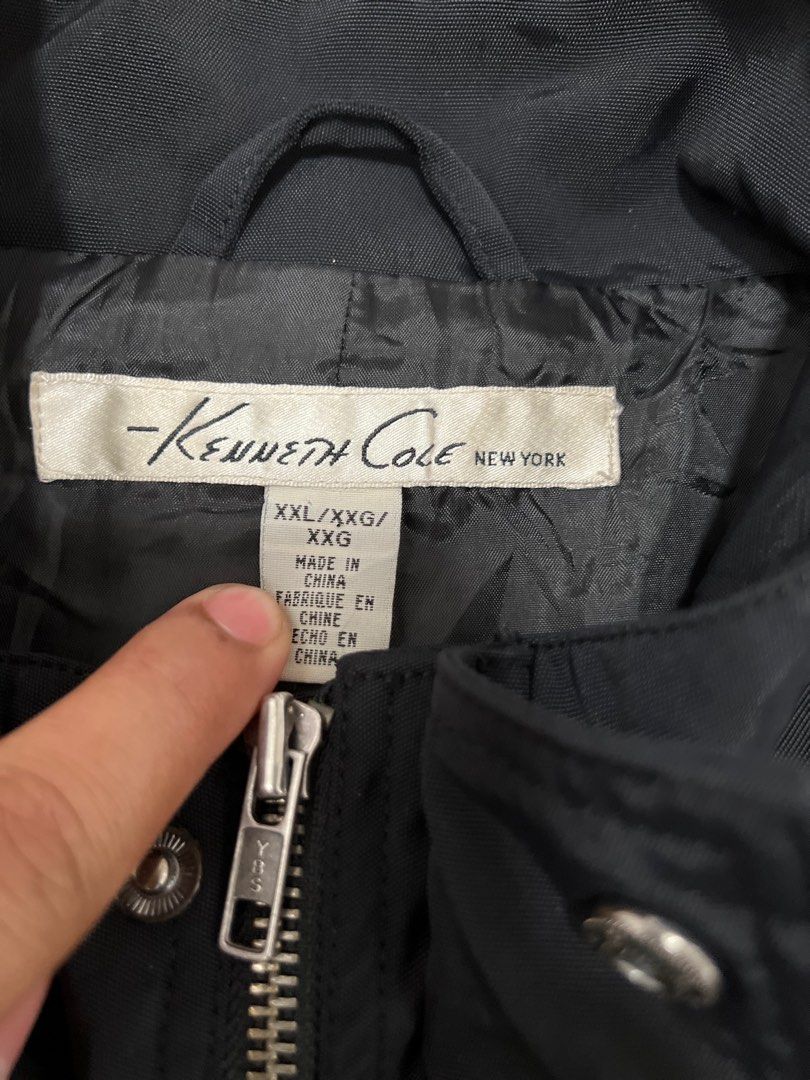 -KENNETH COLE NEW YORK
XXL/XXG/
XXG
MADE IN
CHINA
FABRIQUE EN
CHINE
ECHO EN
CHINA
YBS